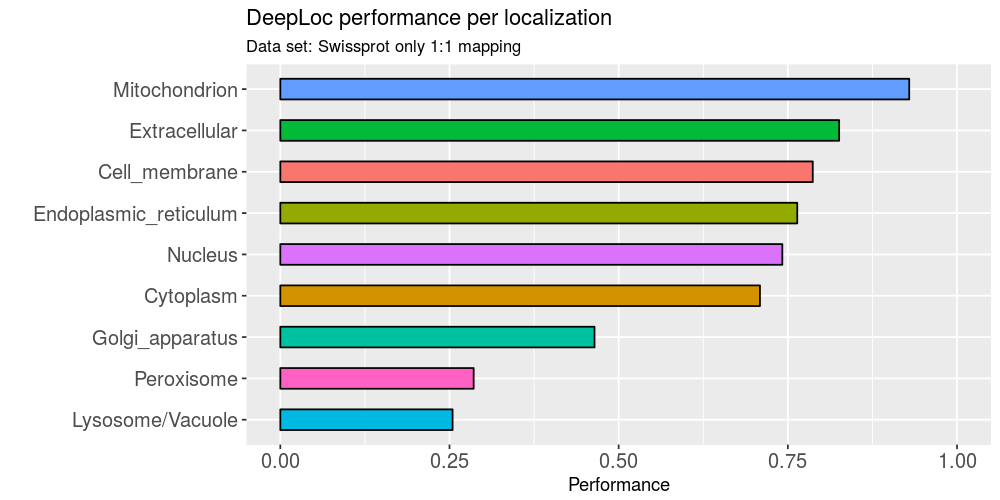 DeepLoc performance per localization
Data set: Swissprot only 1:1 mapping
Mitochondrion
Extracellular
Cell_membrane
Endoplasmic_reticulum
Nucleus
Cytoplasm
Golgi_apparatus
Peroxisome
Lysosome/Vacuole
0.00 0.25 0.50 0.75 1.00
Performance